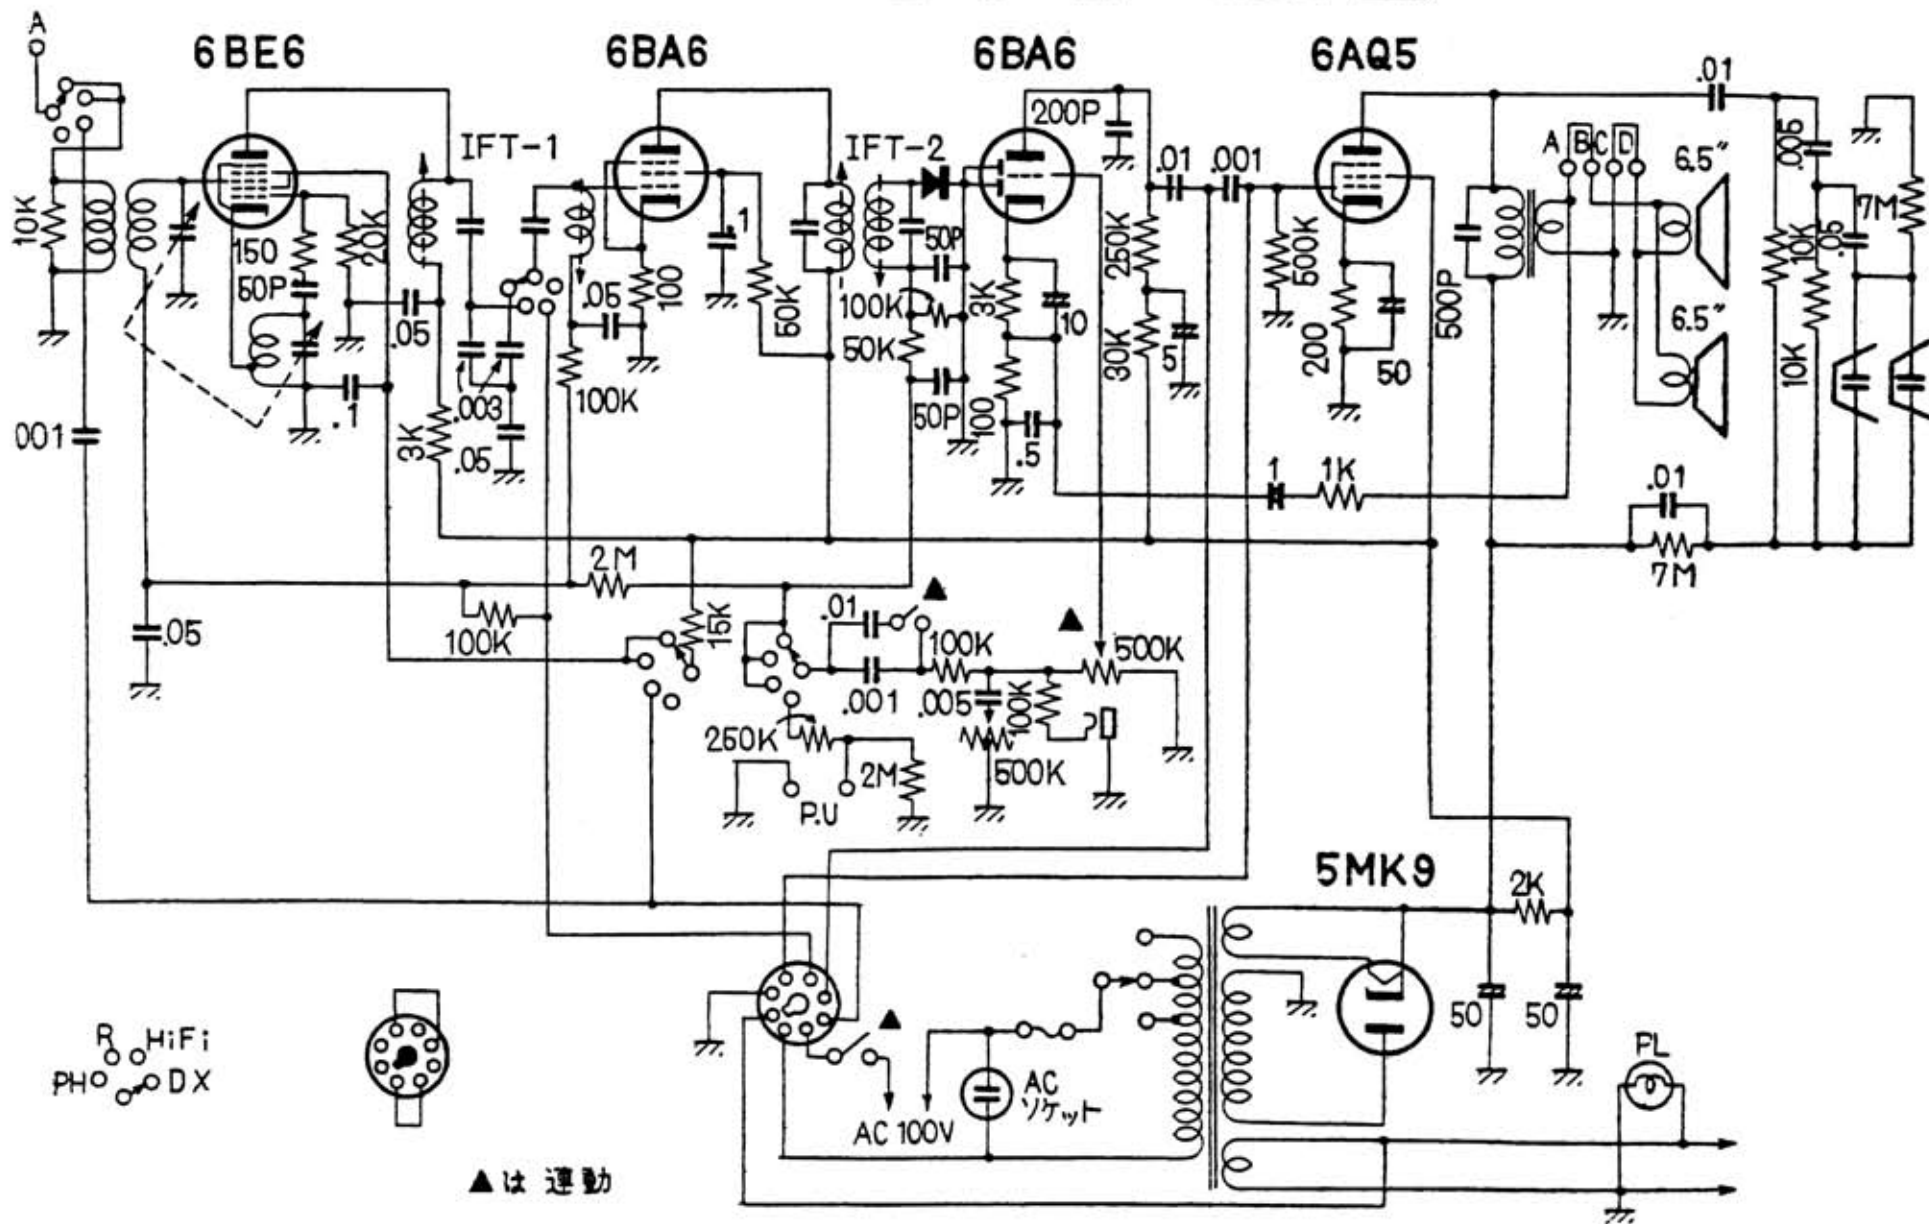 A
6BE6
6BA6
6BA6
6AQ5
200P
.01
IFT-1
IFT-2
.01
.001
A
B
C
D
6.5"
.005
10K
150
20K
50P
.1
50P
250K
500K
10K
.05
7M
50P
.05
.05
100
50K
100K
3K
10
500P
6.5"
.003
50K
30K
5
200
50
10K
001
.1
3K
.05
100K
50P
100
.5
1
1K
.01
7M
2M
.05
100K
15K
.01
▲
100K
▲
500K
.001
.005
100K
250K
2M
500K
P.U
5MK9
2K
▲
50
50
R
HiFi
PH
DX
AC
ソケット
AC 100V
PL
▲は連動